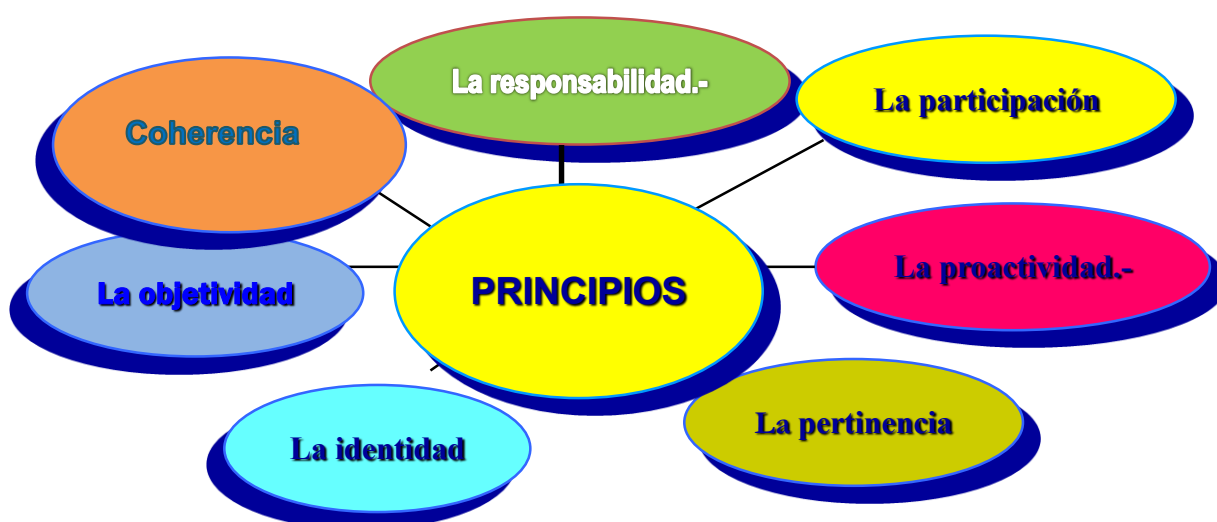 La responsabilidad.-
La participación
Coherencia
La proactividad.-
La objetividad
PRINCIPIOS
La pertinencia
La identidad